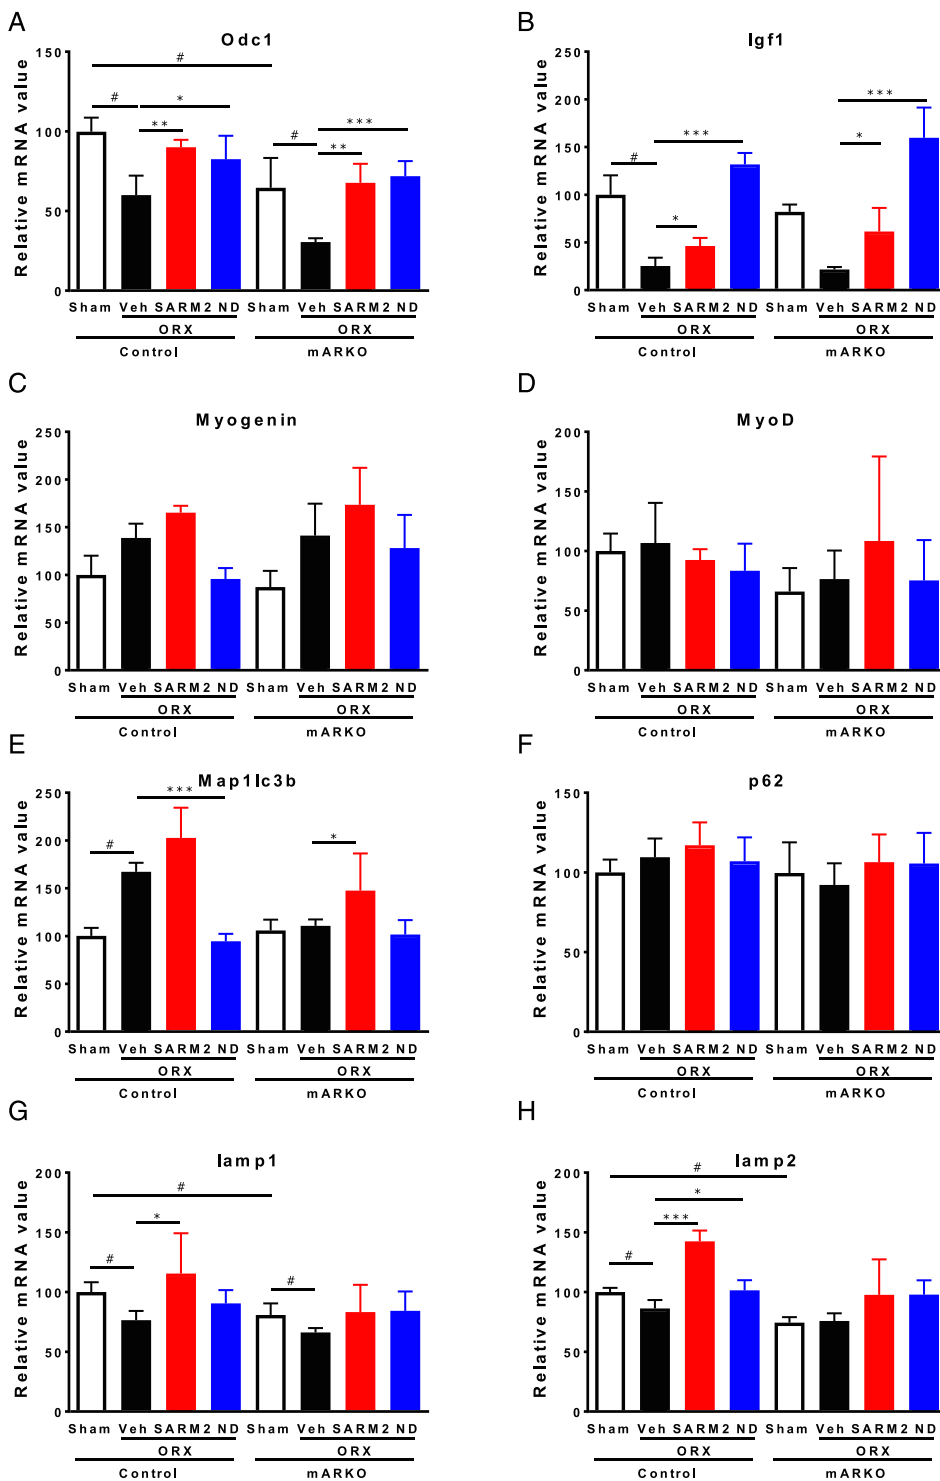 A
Odc1
Relative mRNA value
150
100
50
0
#
#
*
**
#
***
**
Sham Veh SARM2 ND Sham Veh SARM2 ND
ORX ORX
Control mARKO
B
Igf1
Relative mRNA value
250
200
150
100
50
0
#
***
*
***
*
Sham Veh SARM2 ND Sham Veh SARM2 ND
ORX ORX
Control mARKO
C
Myogenin
Relative mRNA value
250
200
150
100
50
0
Sham Veh SARM2 ND Sham Veh SARM2 ND
ORX ORX
Control mARKO
D
MyoD
Relative mRNA value
200
150
100
50
0
Sham Veh SARM2 ND Sham Veh SARM2 ND
ORX ORX
Control mARKO
E
Map1lc3b
Relative mRNA value
250
200
150
100
50
0
#
***
*
Sham Veh SARM2 ND Sham Veh SARM2 ND
ORX ORX
Control mARKO
F
p62
Relative mRNA value
150
100
50
0
Sham Veh SARM2 ND Sham Veh SARM2 ND
ORX ORX
Control mARKO
G
lamp1
Relative mRNA value
200
150
100
50
0
#
*
#
#
Sham Veh SARM2 ND Sham Veh SARM2 ND
ORX ORX
Control mARKO
H
lamp2
Relative mRNA value
200
150
100
50
0
#
*
***
#
Sham Veh SARM2 ND Sham Veh SARM2 ND
ORX ORX
Control mARKO